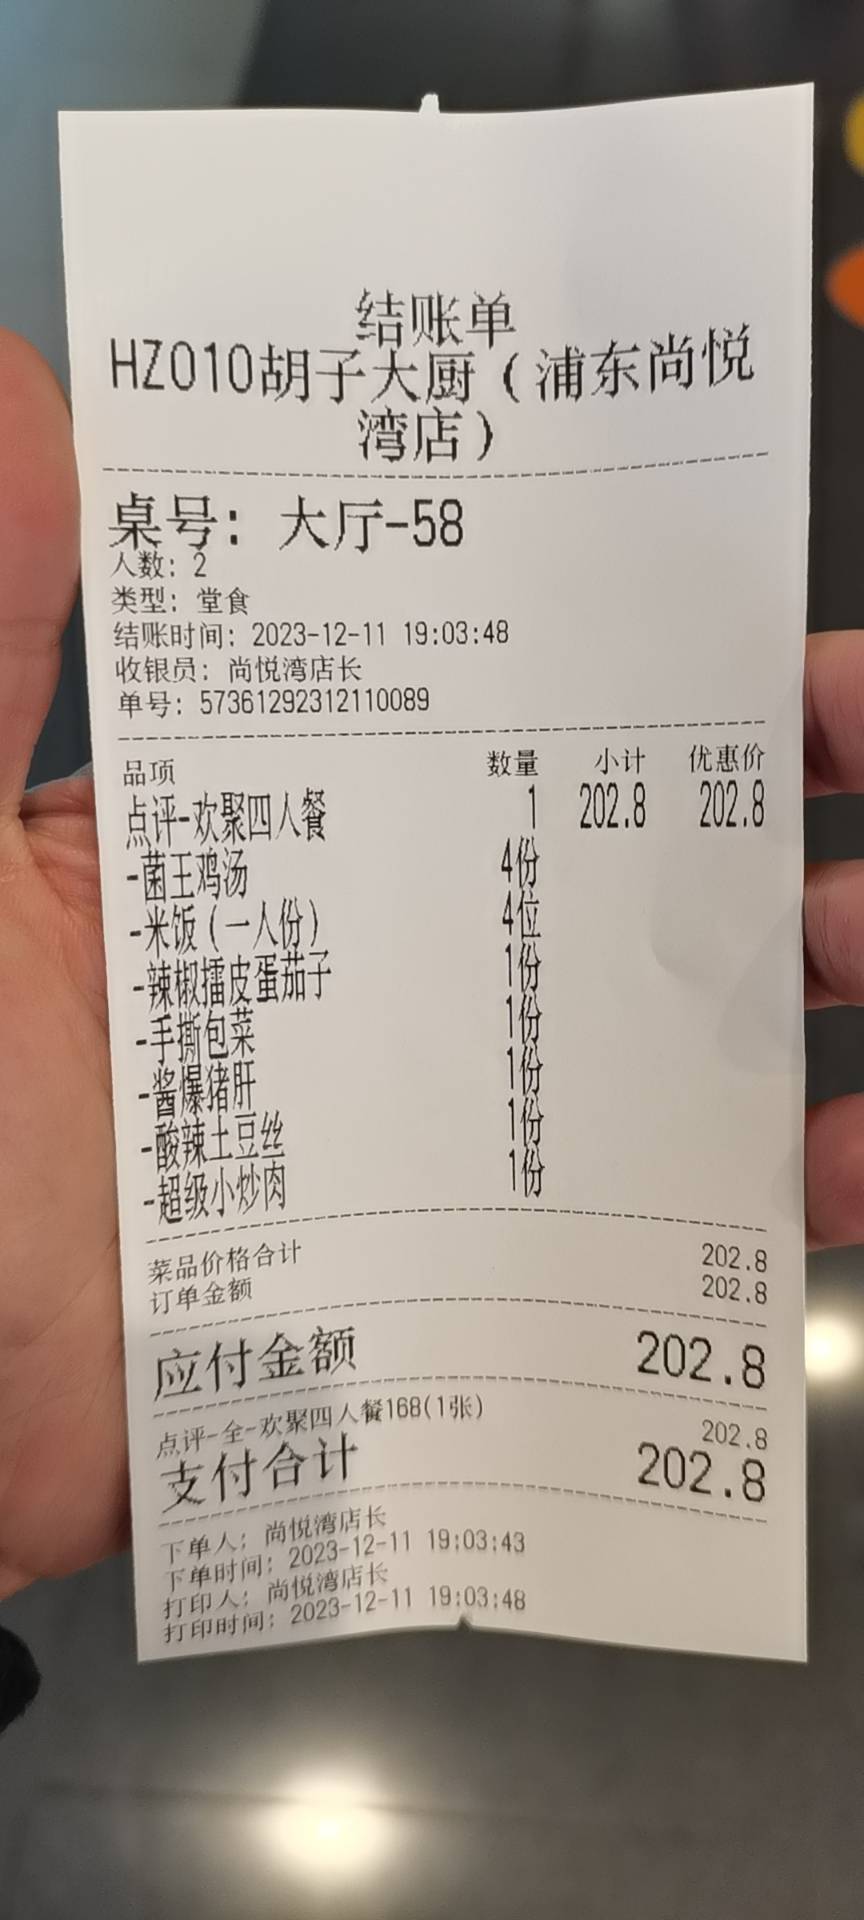 结账单
HZ010胡子大厨（浦东尚悦
湾店）
桌号：大厅-58
人数：2
类型：堂食
结账时间：2023-12-11 19:03:48
收银员：尚悦湾店长
单号：57361292312110089
品项 数量 小计 优惠价
点评-欢聚四人餐 1 202.8 202.8
-菌王鸡汤 4份
-米饭（一人份） 4位
-辣椒擂皮蛋茄子 1份
-手撕包菜 1份
-酱爆猪肝 1份
-酸辣土豆丝 1份
-超级小炒肉 1份
菜品价格合计 202.8
订单金额 202.8
应付金额 202.8
点评-全-欢聚四人餐168(1张) 202.8
支付合计 202.8
下单人：尚悦湾店长
下单时间：2023-12-11 19:03:43
打印人：尚悦湾店长
打印时间：2023-12-11 19:03:48